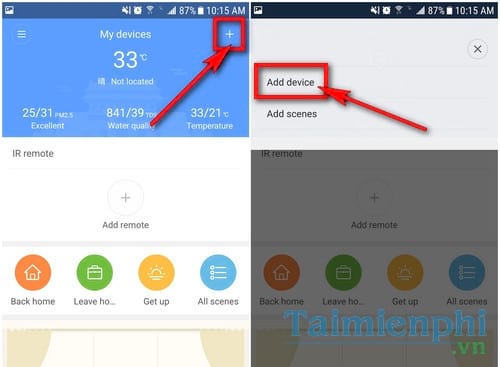 87% 10:15 AM
My devices
+
33°C
晴 Not located
25/31 PM2.5
Excellent
841/39 TDS
Water quality
33/21°C
Temperature
IR remote
+
Add remote
Back home
Leave ho...
Get up
All scenes
87% 10:15 AM
Add device
Add scenes
IR remote
+
Add remote
Back home
Leave ho...
Get up
All scenes
Taimienphi
.vn